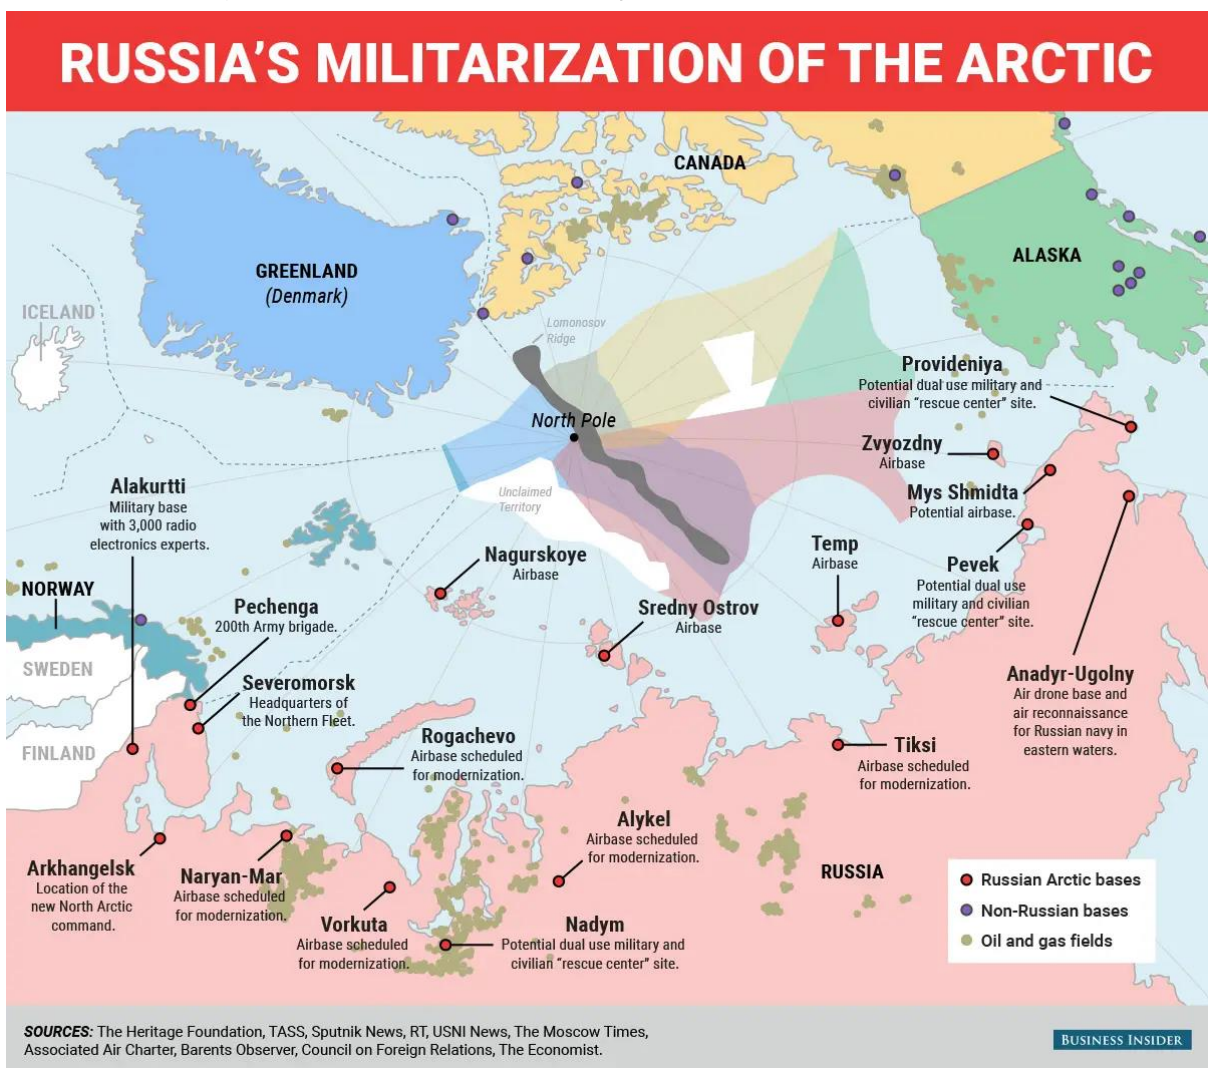 RUSSIA'S MILITARIZATION OF THE ARCTIC
CANADA
GREENLAND
(Denmark)
ALASKA
ICELAND
Lomonosov
Ridge
North Pole
Unclaimed
Territory
Provideniya
Potential dual use military and
civilian “rescue center” site.
Zvyozdny
Airbase
Mys Shmidta
Potential airbase.
Pevek
Potential dual use
military and civilian
“rescue center” site.
Anadyr-Ugolny
Air drone base and
air reconnaissance
for Russian navy in
eastern waters.
Alakurtti
Military base
with 3,000 radio
electronics experts.
Nagurskoye
Airbase
Temp
Airbase
Sredny Ostrov
Airbase
NORWAY
Pechenga
200th Army brigade.
SWEDEN
Severomorsk
Headquarters of
the Northern Fleet.
FINLAND
Rogachevo
Airbase scheduled
for modernization.
Tiksi
Airbase scheduled
for modernization.
Alykel
Airbase scheduled
for modernization.
Arkhangelsk
Location of the
new North Arctic
command.
Naryan-Mar
Airbase scheduled
for modernization.
Vorkuta
Airbase scheduled
for modernization.
Nadym
Potential dual use military and
civilian “rescue center” site.
RUSSIA
Russian Arctic bases
Non-Russian bases
Oil and gas fields
SOURCES: The Heritage Foundation, TASS, Sputnik News, RT, USNI News, The Moscow Times,
Associated Air Charter, Barents Observer, Council on Foreign Relations, The Economist.
BUSINESS INSIDER